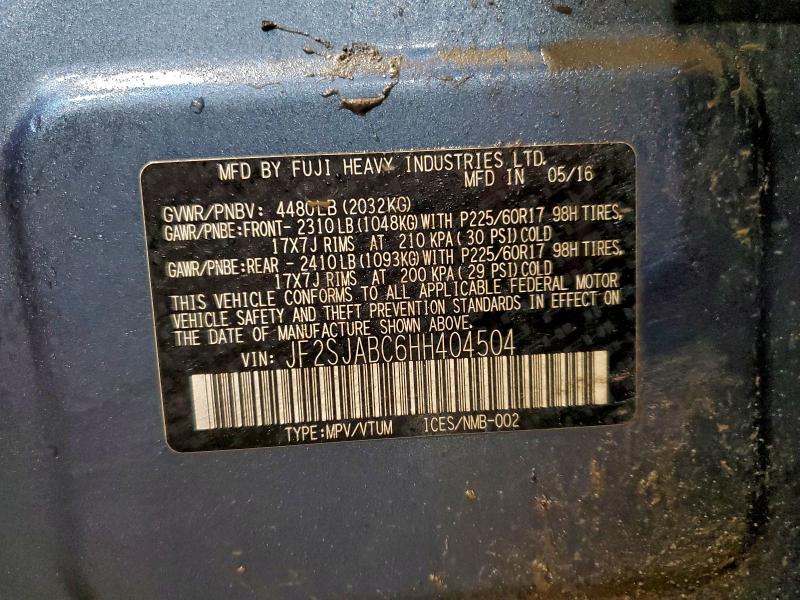 MFD BY FUJI HEAVY INDUSTRIES LTD.
MFD IN 05/16
GVWR/PNBV: 4480LB (2032KG)
GAWR/PNBE:FRONT- 2310LB(1048KG)WITH P225/60R17 98H TIRES,
17X7J RIMS AT 210 KPA( 30 PSI)COLD
GAWR/PNBE:REAR -2410LB(1093KG)WITH P225/60R17 98H TIRES,
17X7J RIMS AT 200 KPA( 29 PSI)COLD
THIS VEHICLE CONFORMS TO ALL APPLICABLE FEDERAL MOTOR
VEHICLE SAFETY AND THEFT PREVENTION STANDARDS IN EFFECT ON
THE DATE OF MANUFACTURE SHOWN ABOVE.
VIN: JF2SJABC6HH404504
TYPE:MPV/VTUM ICES/NMB-002